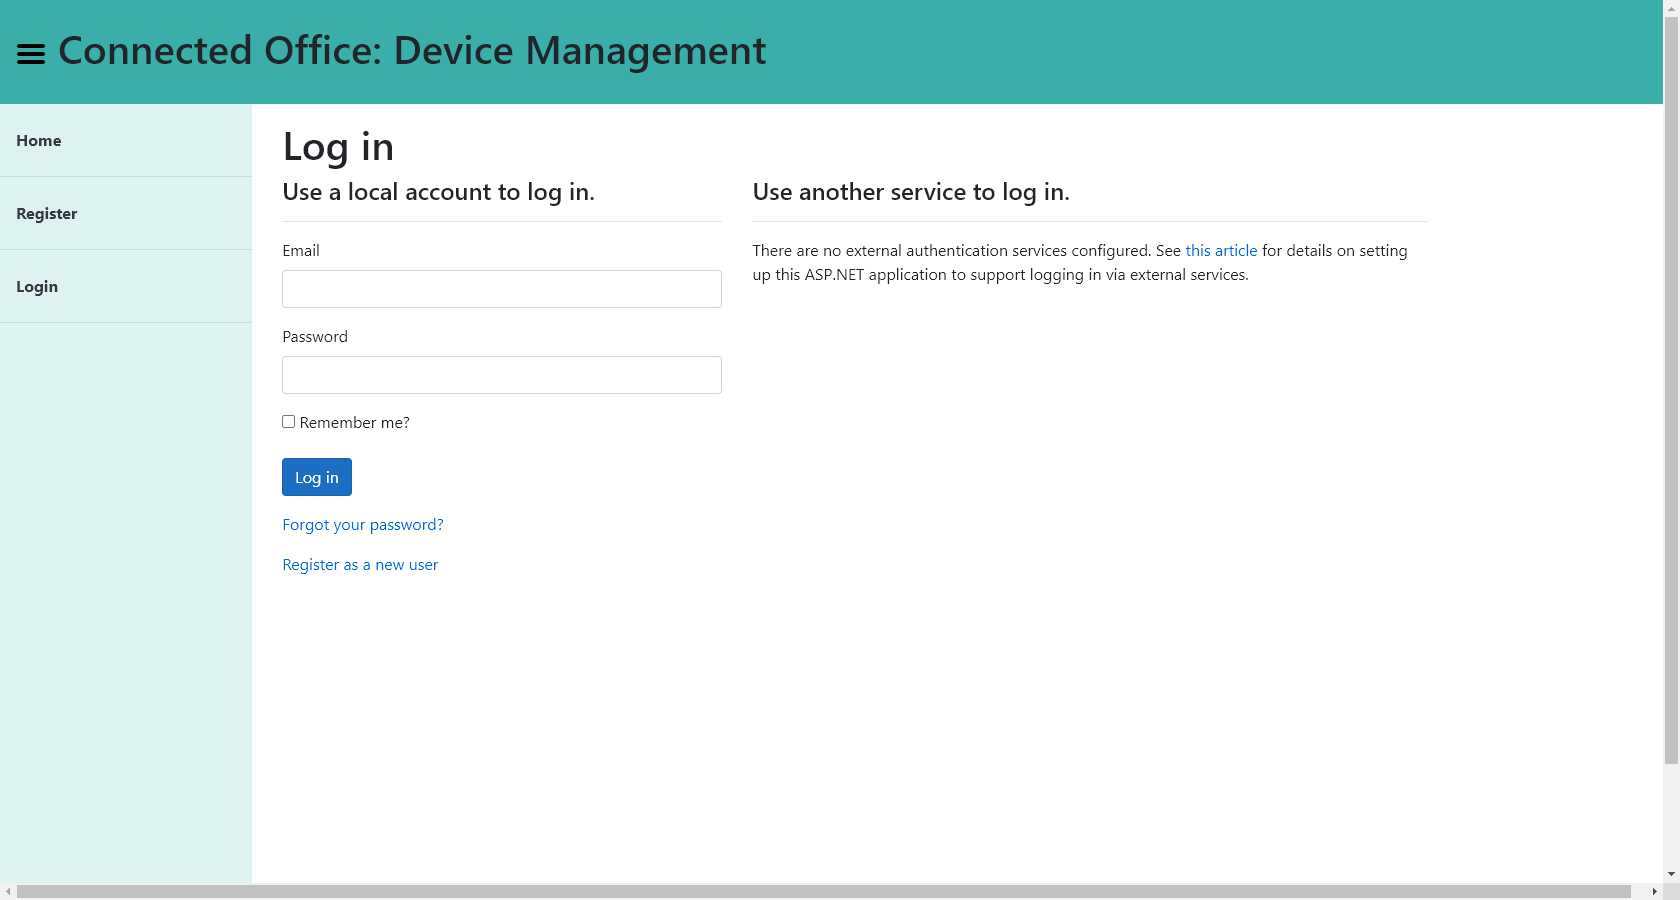 Connected Office: Device Management
Home
Register
Login
Log in
Use a local account to log in.
Email
Password
Remember me?
Log in
Forgot your password?
Register as a new user
Use another service to log in.
There are no external authentication services configured. See this article for details on setting
up this ASP.NET application to support logging in via external services.